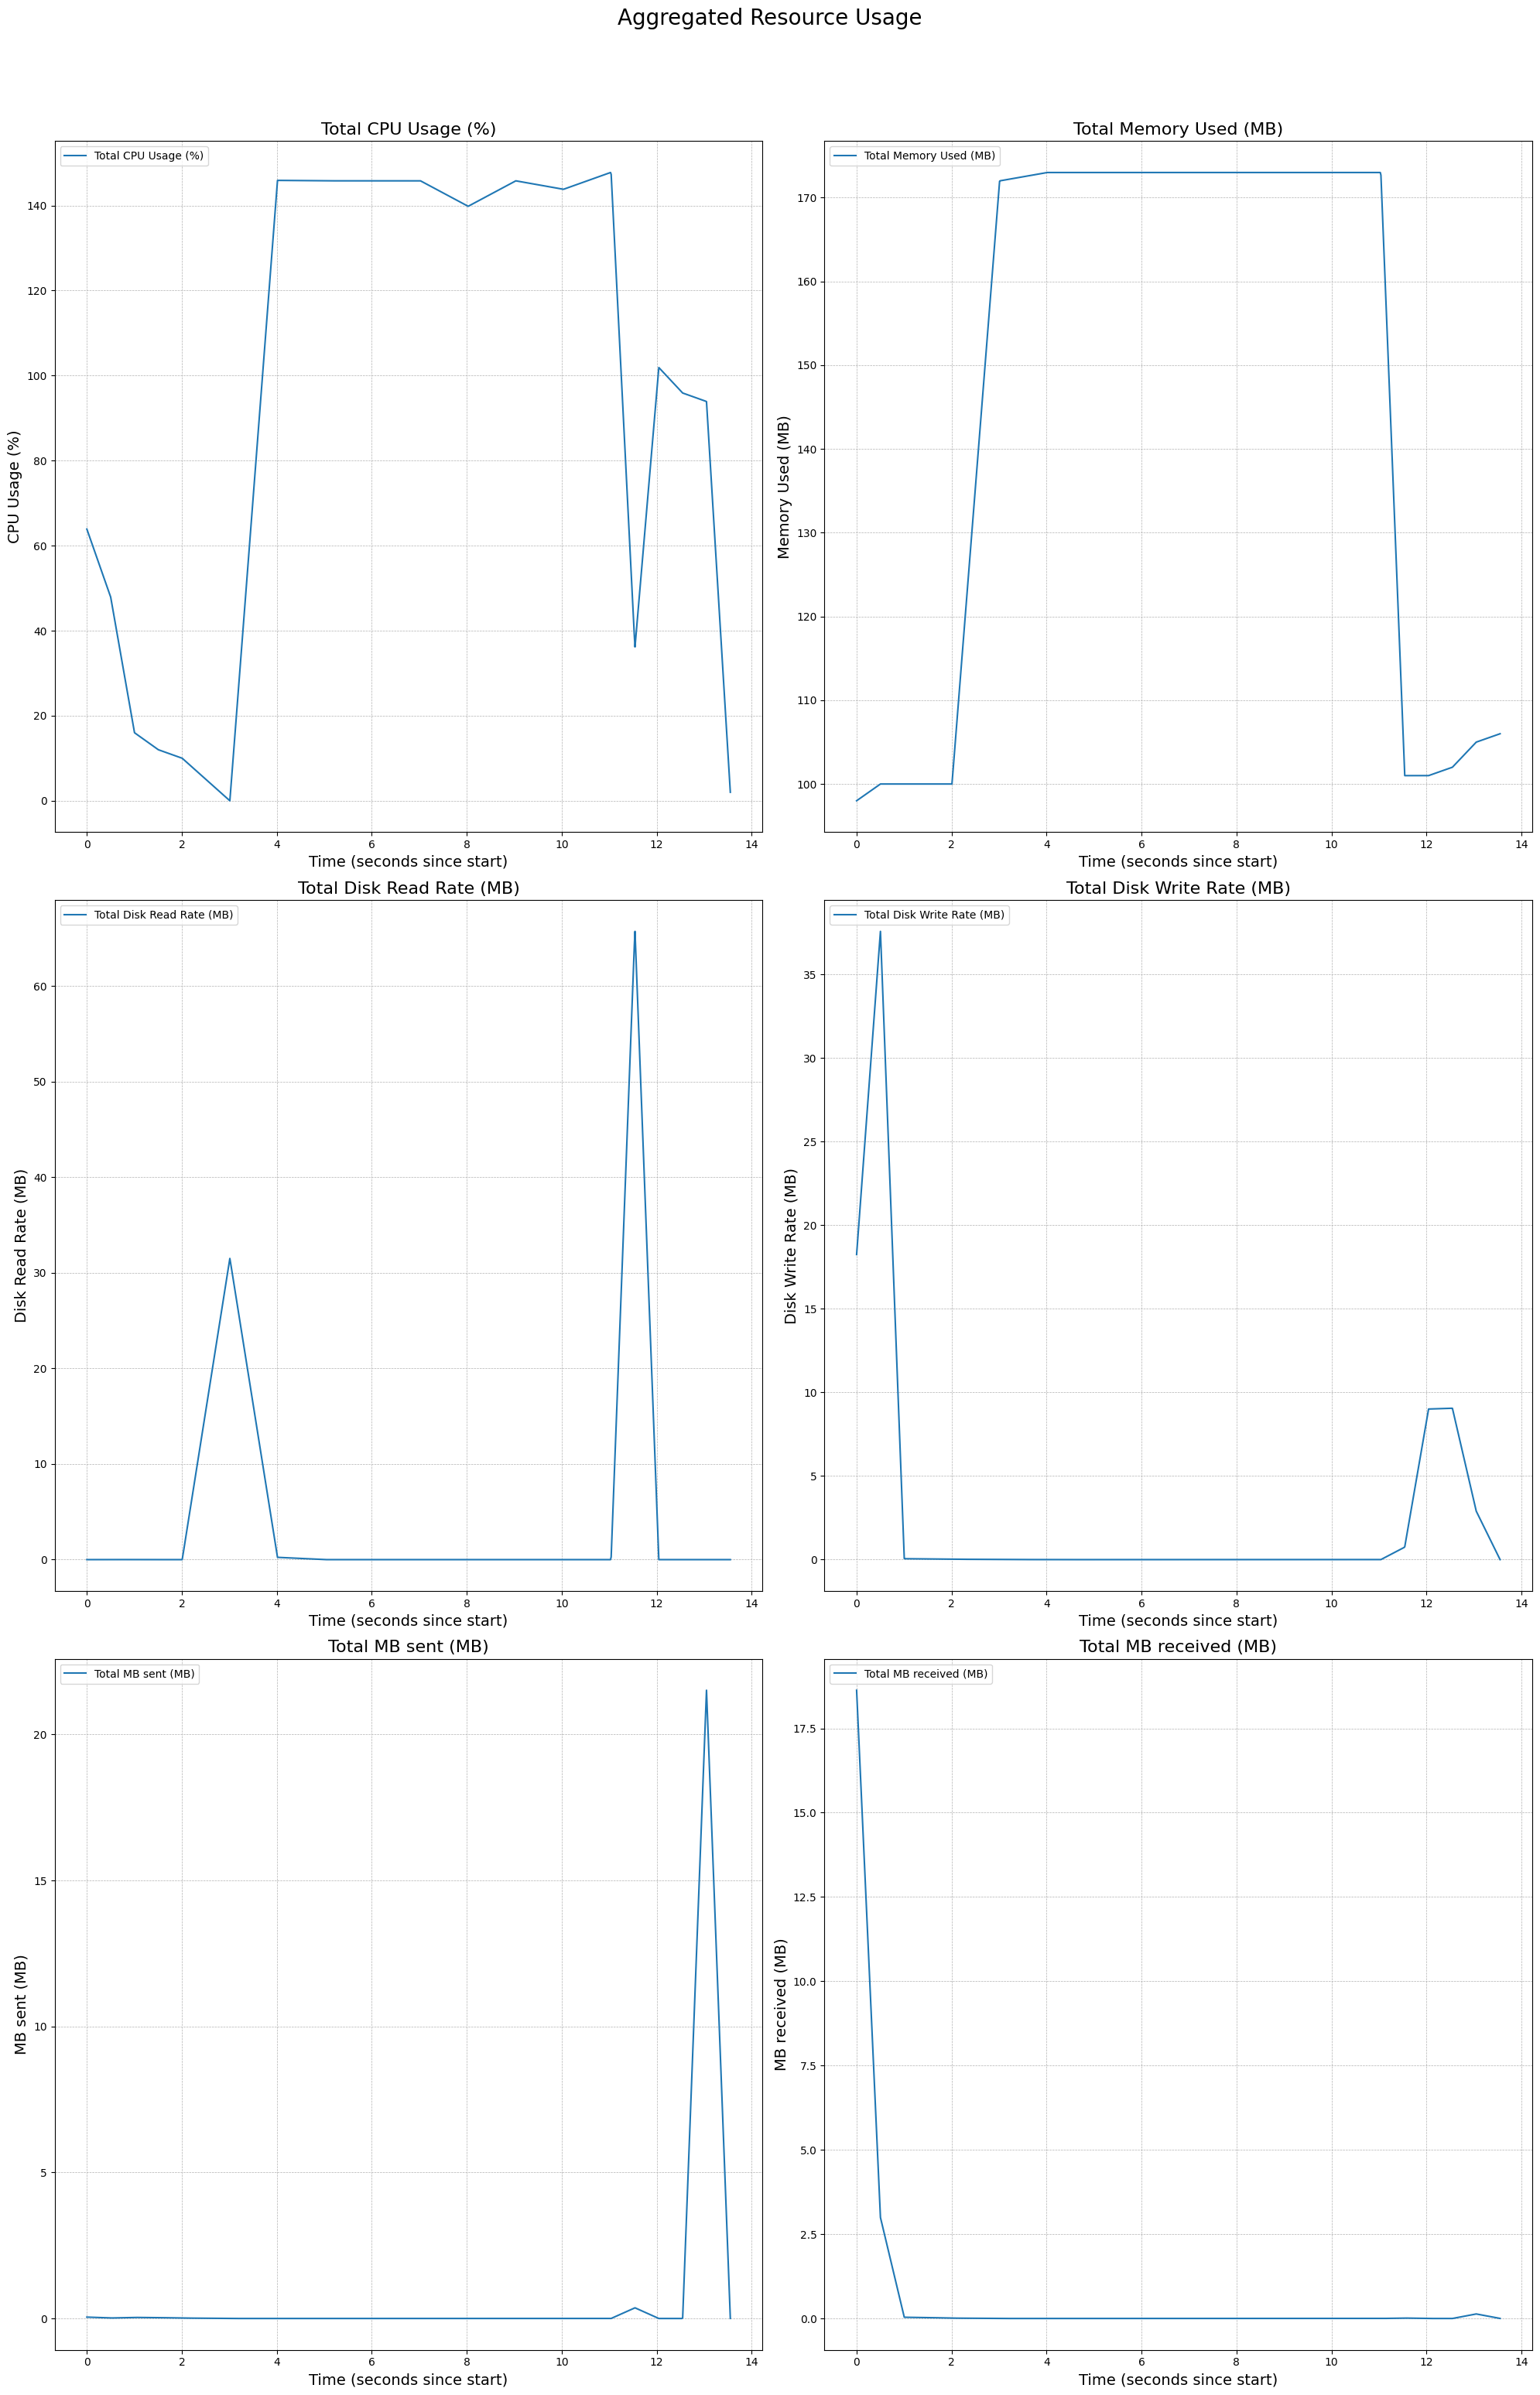 Aggregated Resource Usage
Total CPU Usage (%)
Total CPU Usage (%)
CPU Usage (%)
140
120
100
80
60
40
20
0
0 2 4 6 8 10 12 14
Time (seconds since start)
Total Memory Used (MB)
Total Memory Used (MB)
Memory Used (MB)
170
160
150
140
130
120
110
100
0 2 4 6 8 10 12 14
Time (seconds since start)
Total Disk Read Rate (MB)
Total Disk Read Rate (MB)
Disk Read Rate (MB)
60
50
40
30
20
10
0
0 2 4 6 8 10 12 14
Time (seconds since start)
Total Disk Write Rate (MB)
Total Disk Write Rate (MB)
Disk Write Rate (MB)
35
30
25
20
15
10
5
0
0 2 4 6 8 10 12 14
Time (seconds since start)
Total MB sent (MB)
Total MB sent (MB)
MB sent (MB)
20
15
10
5
0
0 2 4 6 8 10 12 14
Time (seconds since start)
Total MB received (MB)
Total MB received (MB)
MB received (MB)
17.5
15.0
12.5
10.0
7.5
5.0
2.5
0.0
0 2 4 6 8 10 12 14
Time (seconds since start)